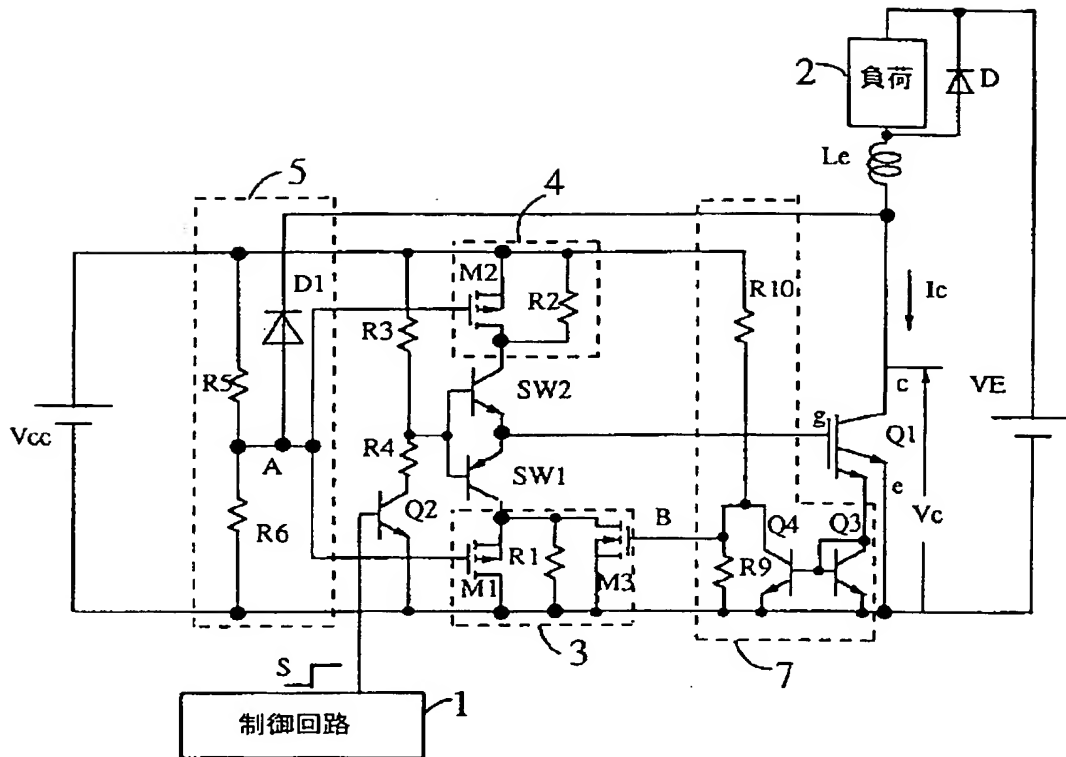 2
負荷
D
Le
5
4
D1
M2
R2
R3
R10
Ic
R5
SW2
c
VE
Vcc
g
Q1
A
R4
SW1
e
Q2
B
Q4
Q3
Vc
R6
R1
M1
M3
R9
3
7
S
1
制御回路